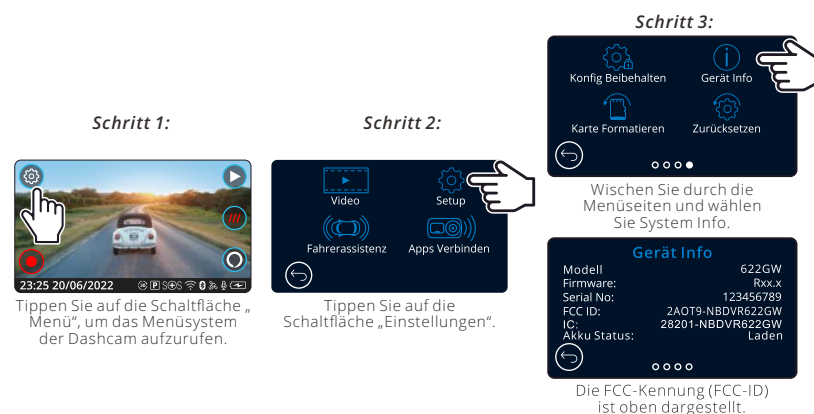 Schritt 1:
23:25 20/06/2022
Tippen Sie auf die Schaltfläche „
Menü“, um das Menüsystem
der Dashcam aufzurufen.
Schritt 2:
Video
Setup
Fahrerassistenz
Apps Verbinden
Tippen Sie auf die
Schaltfläche „Einstellungen“.
Schritt 3:
Konfig Beibehalten
Gerät Info
Karte Formatieren
Zurücksetzen
Wischen Sie durch die
Menüseiten und wählen
Sie System Info.
Gerät Info
Modell 622GW
Firmware: Rxx.x
Serial No: 123456789
FCC ID: 2AOT9-NBDVR622GW
IC: 28201-NBDVR622GW
Akku Status: Laden
Die FCC-Kennung (FCC-ID)
ist oben dargestellt.